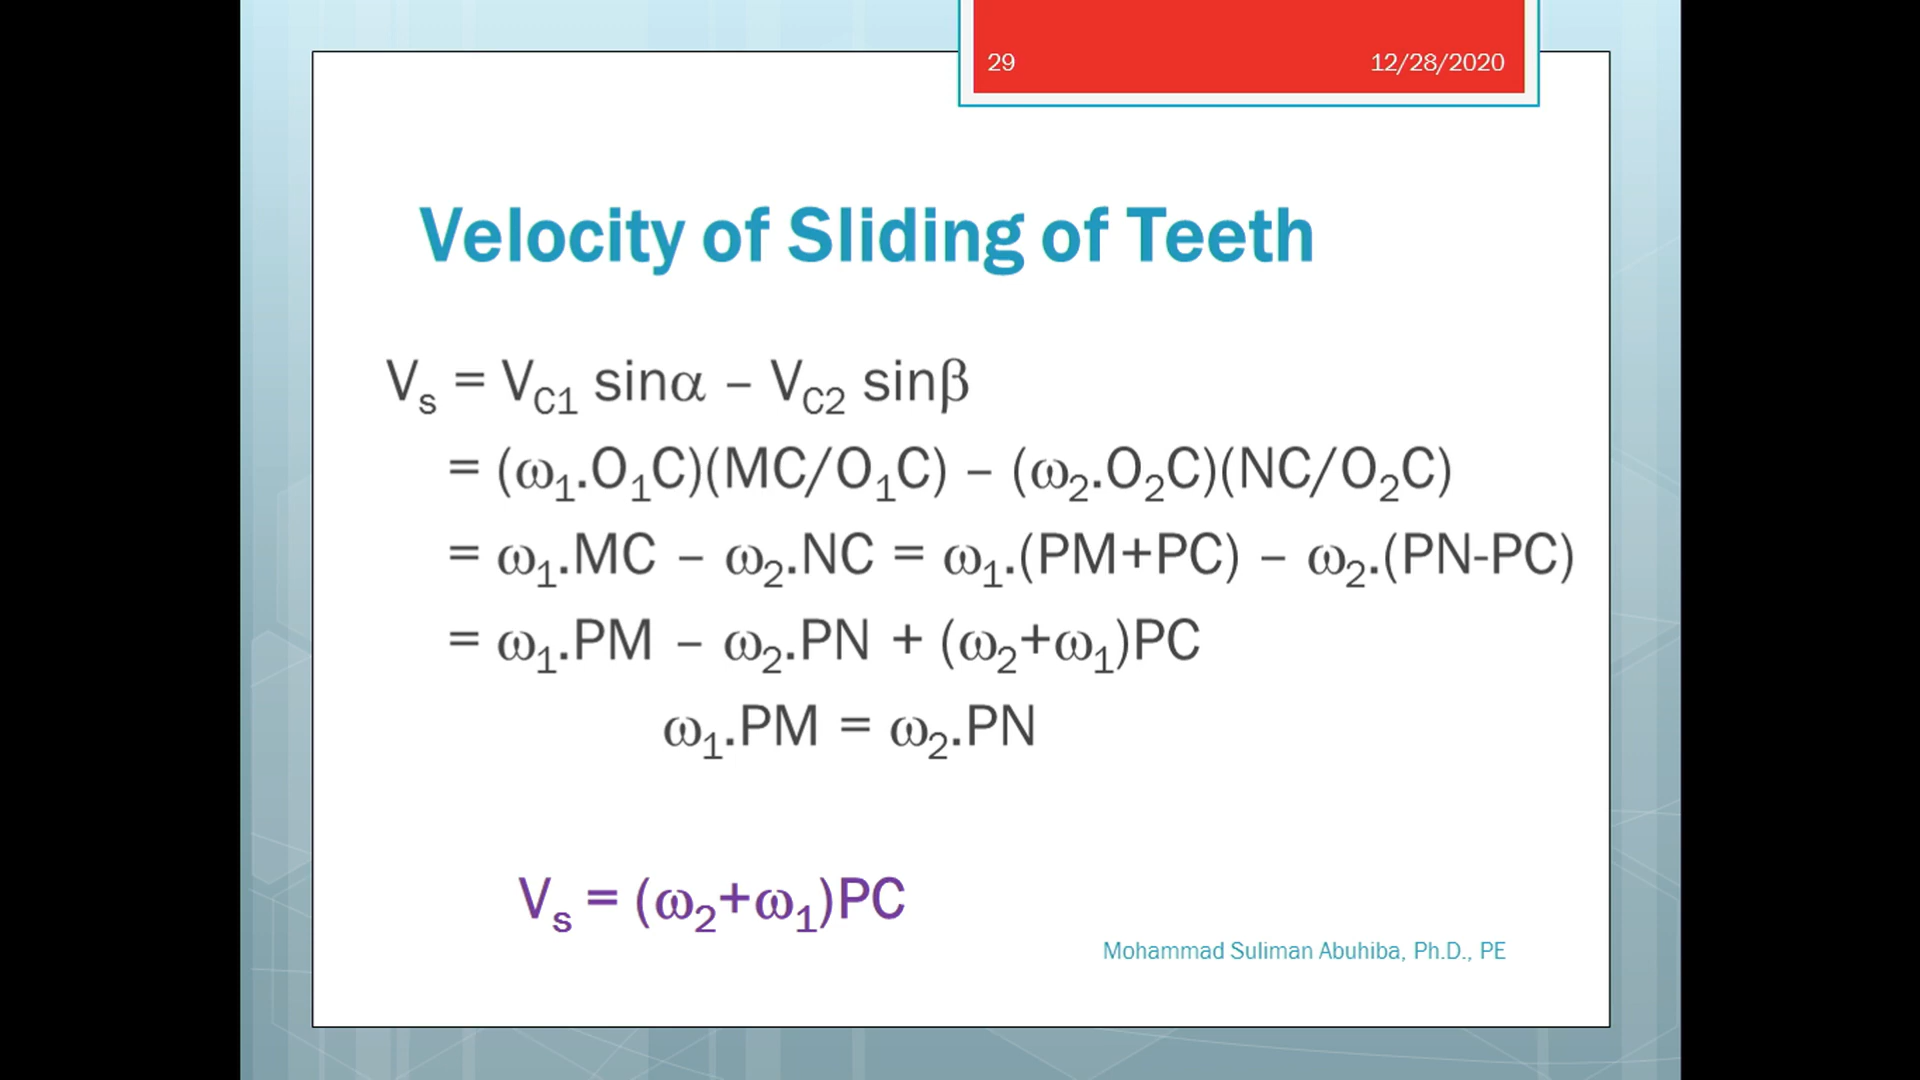 29 12/28/2020
Velocity of Sliding of Teeth
Vₛ = V_C1 sinα – V_C2 sinβ
= (ω₁.O₁C)(MC/O₁C) – (ω₂.O₂C)(NC/O₂C)
= ω₁.MC – ω₂.NC = ω₁.(PM+PC) – ω₂.(PN-PC)
= ω₁.PM – ω₂.PN + (ω₂+ω₁)PC
ω₁.PM = ω₂.PN
Vₛ = (ω₂+ω₁)PC
Mohammad Suliman Abuhiba, Ph.D., PE